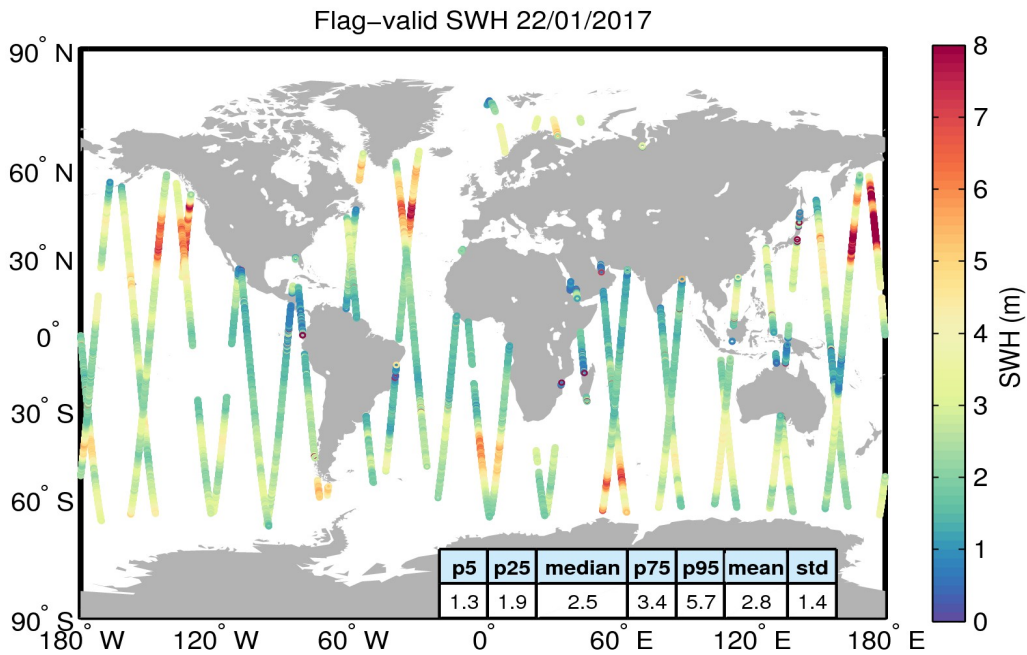 Flag−valid SWH 22/01/2017
90° N
60° N
30° N
0°
30° S
60° S
90° S
180° W
120° W
60° W
0°
60° E
120° E
180° E
p5 p25 median p75 p95 mean std
1.3 1.9 2.5 3.4 5.7 2.8 1.4
8
7
6
5
4
3
2
1
0
SWH (m)